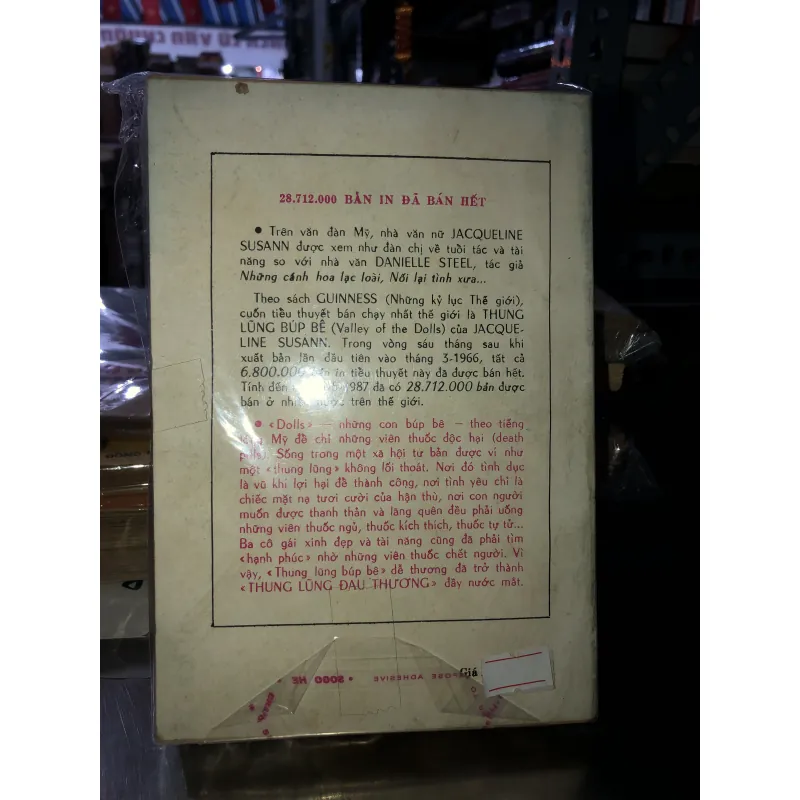 28.712.000 BẢN IN ĐÃ BÁN HẾT
• Trên văn đàn Mỹ, nhà văn nữ JACQUELINE
SUSANN được xem như đàn chị về tuổi tác và tài
năng so với nhà văn DANIELLE STEEL, tác giả
Những cánh hoa lạc loài, Nối lại tình xưa...
Theo sách GUINNESS (Những kỷ lục Thế giới),
cuốn tiểu thuyết bán chạy nhất thế giới là THUNG
LŨNG BÚP BÊ (Valley of the Dolls) của JACQUE-
LINE SUSANN. Trong vòng sáu tháng sau khi
xuất bản lần đầu tiên vào tháng 3-1966, tất cả
6.800.000 bản in tiểu thuyết này đã được bán hết.
Tính đến 1987 đã có 28.712.000 bản được
bán ở nhiều nước trên thế giới.
• «Dolls» — những con búp bê — theo tiếng
lóng Mỹ để chỉ những viên thuốc độc hại (death
pills). Sống trong một xã hội tư bản được ví như
một «thung lũng» không lối thoát. Nơi đó tình dục
là vũ khí lợi hại để thành công, nơi tình yêu chỉ là
chiếc mặt nạ tươi cười của hận thù, nơi con người
muốn được thanh thản và lãng quên đều phải uống
những viên thuốc ngủ, thuốc kích thích, thuốc tự tử...
Ba cô gái xinh đẹp và tài năng cũng đã phải tìm
«hạnh phúc» nhờ những viên thuốc chết người. Vì
vậy, «Thung lũng búp bê» dễ thương đã trở thành
«THUNG LŨNG ĐAU THƯƠNG» đầy nước mắt.
Giá